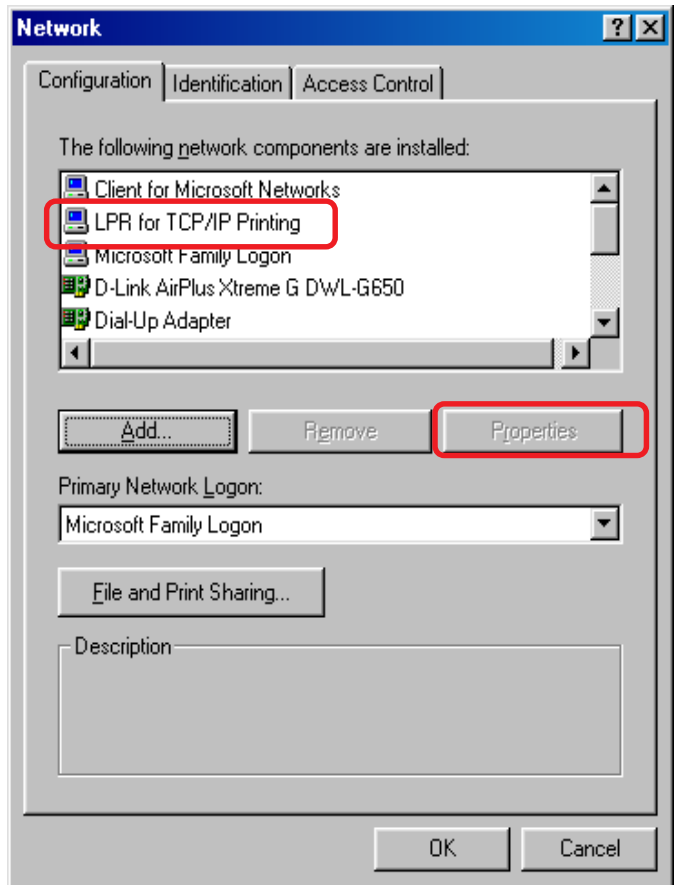 Network
Configuration Identification Access Control
The following network components are installed:
Client for Microsoft Networks
LPR for TCP/IP Printing
Microsoft Family Logon
D-Link AirPlus Xtreme G DWL-G650
Dial-Up Adapter
Add... Remove Properties
Primary Network Logon:
Microsoft Family Logon
File and Print Sharing...
Description
OK Cancel